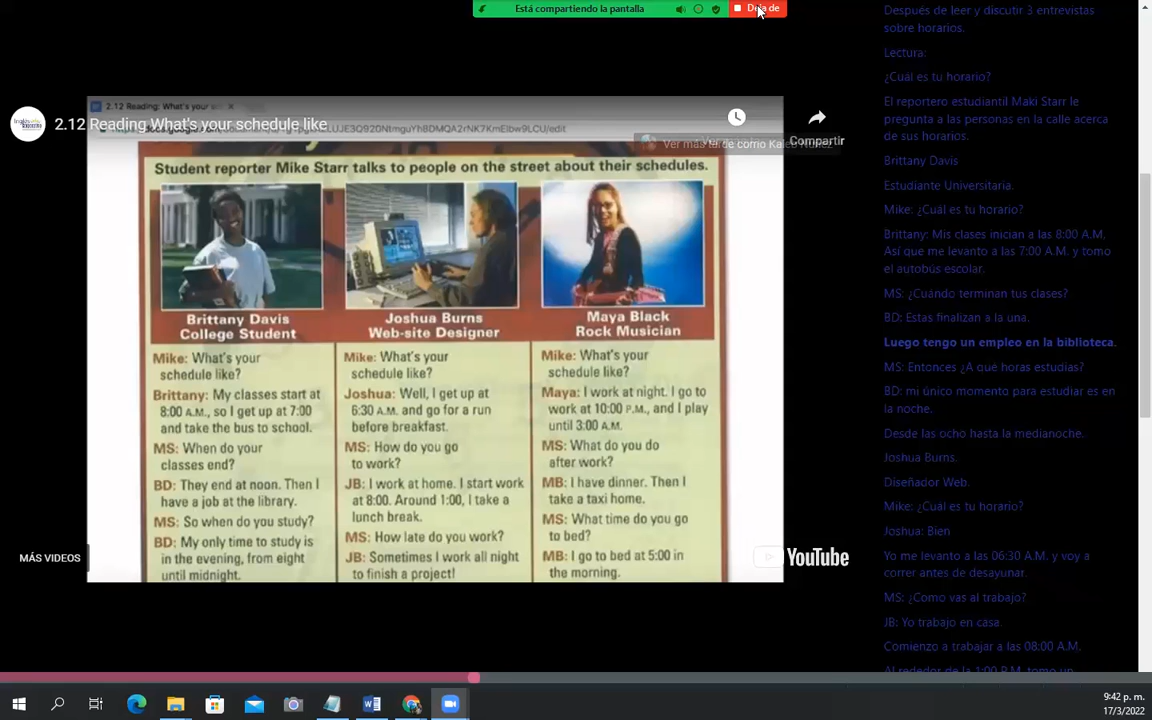 Está compartiendo la pantalla
2.12 Reading: What's your
2.12 Reading What's your schedule like
Compartir
Student reporter Mike Starr talks to people on the street about their schedules.
Brittany Davis
College Student
Mike: What's your
schedule like?
Brittany: My classes start at
8:00 A.M., so I get up at 7:00
and take the bus to school.
MS: When do your
classes end?
BD: They end at noon. Then I
have a job at the library.
MS: So when do you study?
BD: My only time to study is
in the evening, from eight
until midnight.
Joshua Burns
Web-site Designer
Mike: What's your
schedule like?
Joshua: Well, I get up at
6:30 A.M. and go for a run
before breakfast.
MS: How do you go
to work?
JB: I work at home. I start work
at 8:00. Around 1:00, I take a
lunch break.
MS: How late do you work?
JB: Sometimes I work all night
to finish a project!
Maya Black
Rock Musician
Mike: What's your
schedule like?
Maya: I work at night. I go to
work at 10:00 P.M., and I play
until 3:00 A.M.
MS: What do you do
after work?
MB: I have dinner. Then I
take a taxi home.
MS: What time do you go
to bed?
MB: I go to bed at 5:00 in
the morning.
MÁS VIDEOS
YouTube
Después de leer y discutir 3 entrevistas
sobre horarios.
Lectura:
¿Cuál es tu horario?
El reportero estudiantil Maki Starr le
pregunta a las personas en la calle acerca
de sus horarios.
Brittany Davis
Estudiante Universitaria.
Mike: ¿Cuál es tu horario?
Brittany: Mis clases inician a las 8:00 A.M,
Así que me levanto a las 7:00 A.M. y tomo
el autobús escolar.
MS: ¿Cuándo terminan tus clases?
BD: Estas finalizan a la una.
Luego tengo un empleo en la biblioteca.
MS: Entonces ¿A qué horas estudias?
BD: mi único momento para estudiar es en
la noche.
Desde las ocho hasta la medianoche.
Joshua Burns.
Diseñador Web.
Mike: ¿Cuál es tu horario?
Joshua: Bien
Yo me levanto a las 06:30 A.M. y voy a
correr antes de desayunar.
MS: ¿Como vas al trabajo?
JB: Yo trabajo en casa.
Comienzo a trabajar a las 08:00 A.M.
Al rededor de la 1:00 P.M. tomo un
9:42 p. m.
17/3/2022